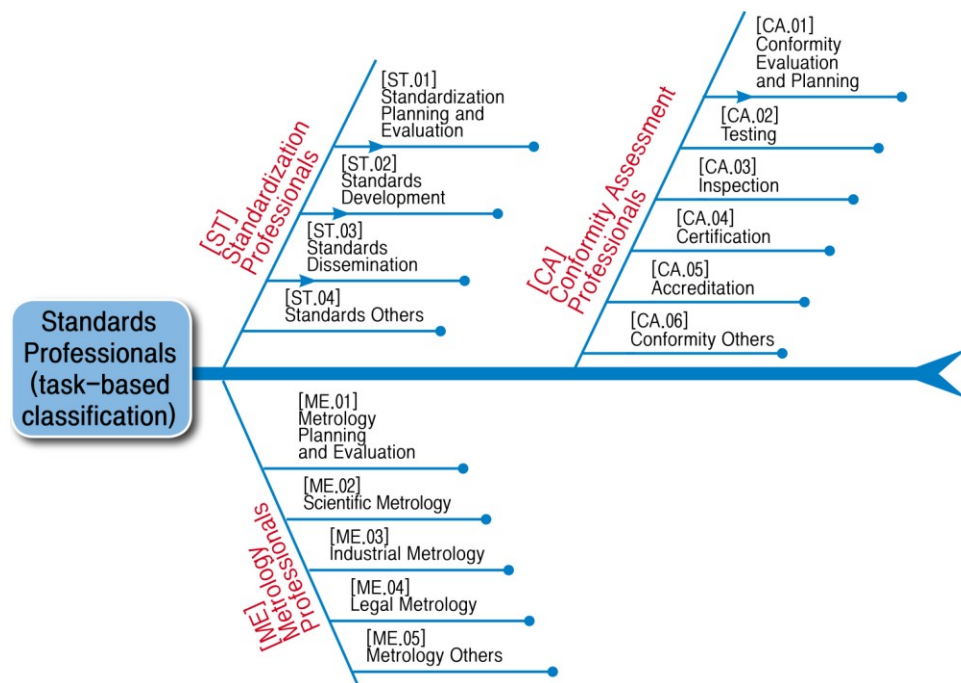 Standards
Professionals
(task-based
classification)
[ST]
Standardization
Professionals
[ST.01]
Standardization
Planning and
Evaluation
[ST.02]
Standards
Development
[ST.03]
Standards
Dissemination
[ST.04]
Standards Others
[CA]
Conformity Assessment
Professionals
[CA.01]
Conformity
Evaluation
and Planning
[CA.02]
Testing
[CA.03]
Inspection
[CA.04]
Certification
[CA.05]
Accreditation
[CA.06]
Conformity Others
[ME]
Metrology
Professionals
[ME.01]
Metrology
Planning
and Evaluation
[ME.02]
Scientific Metrology
[ME.03]
Industrial Metrology
[ME.04]
Legal Metrology
[ME.05]
Metrology Others